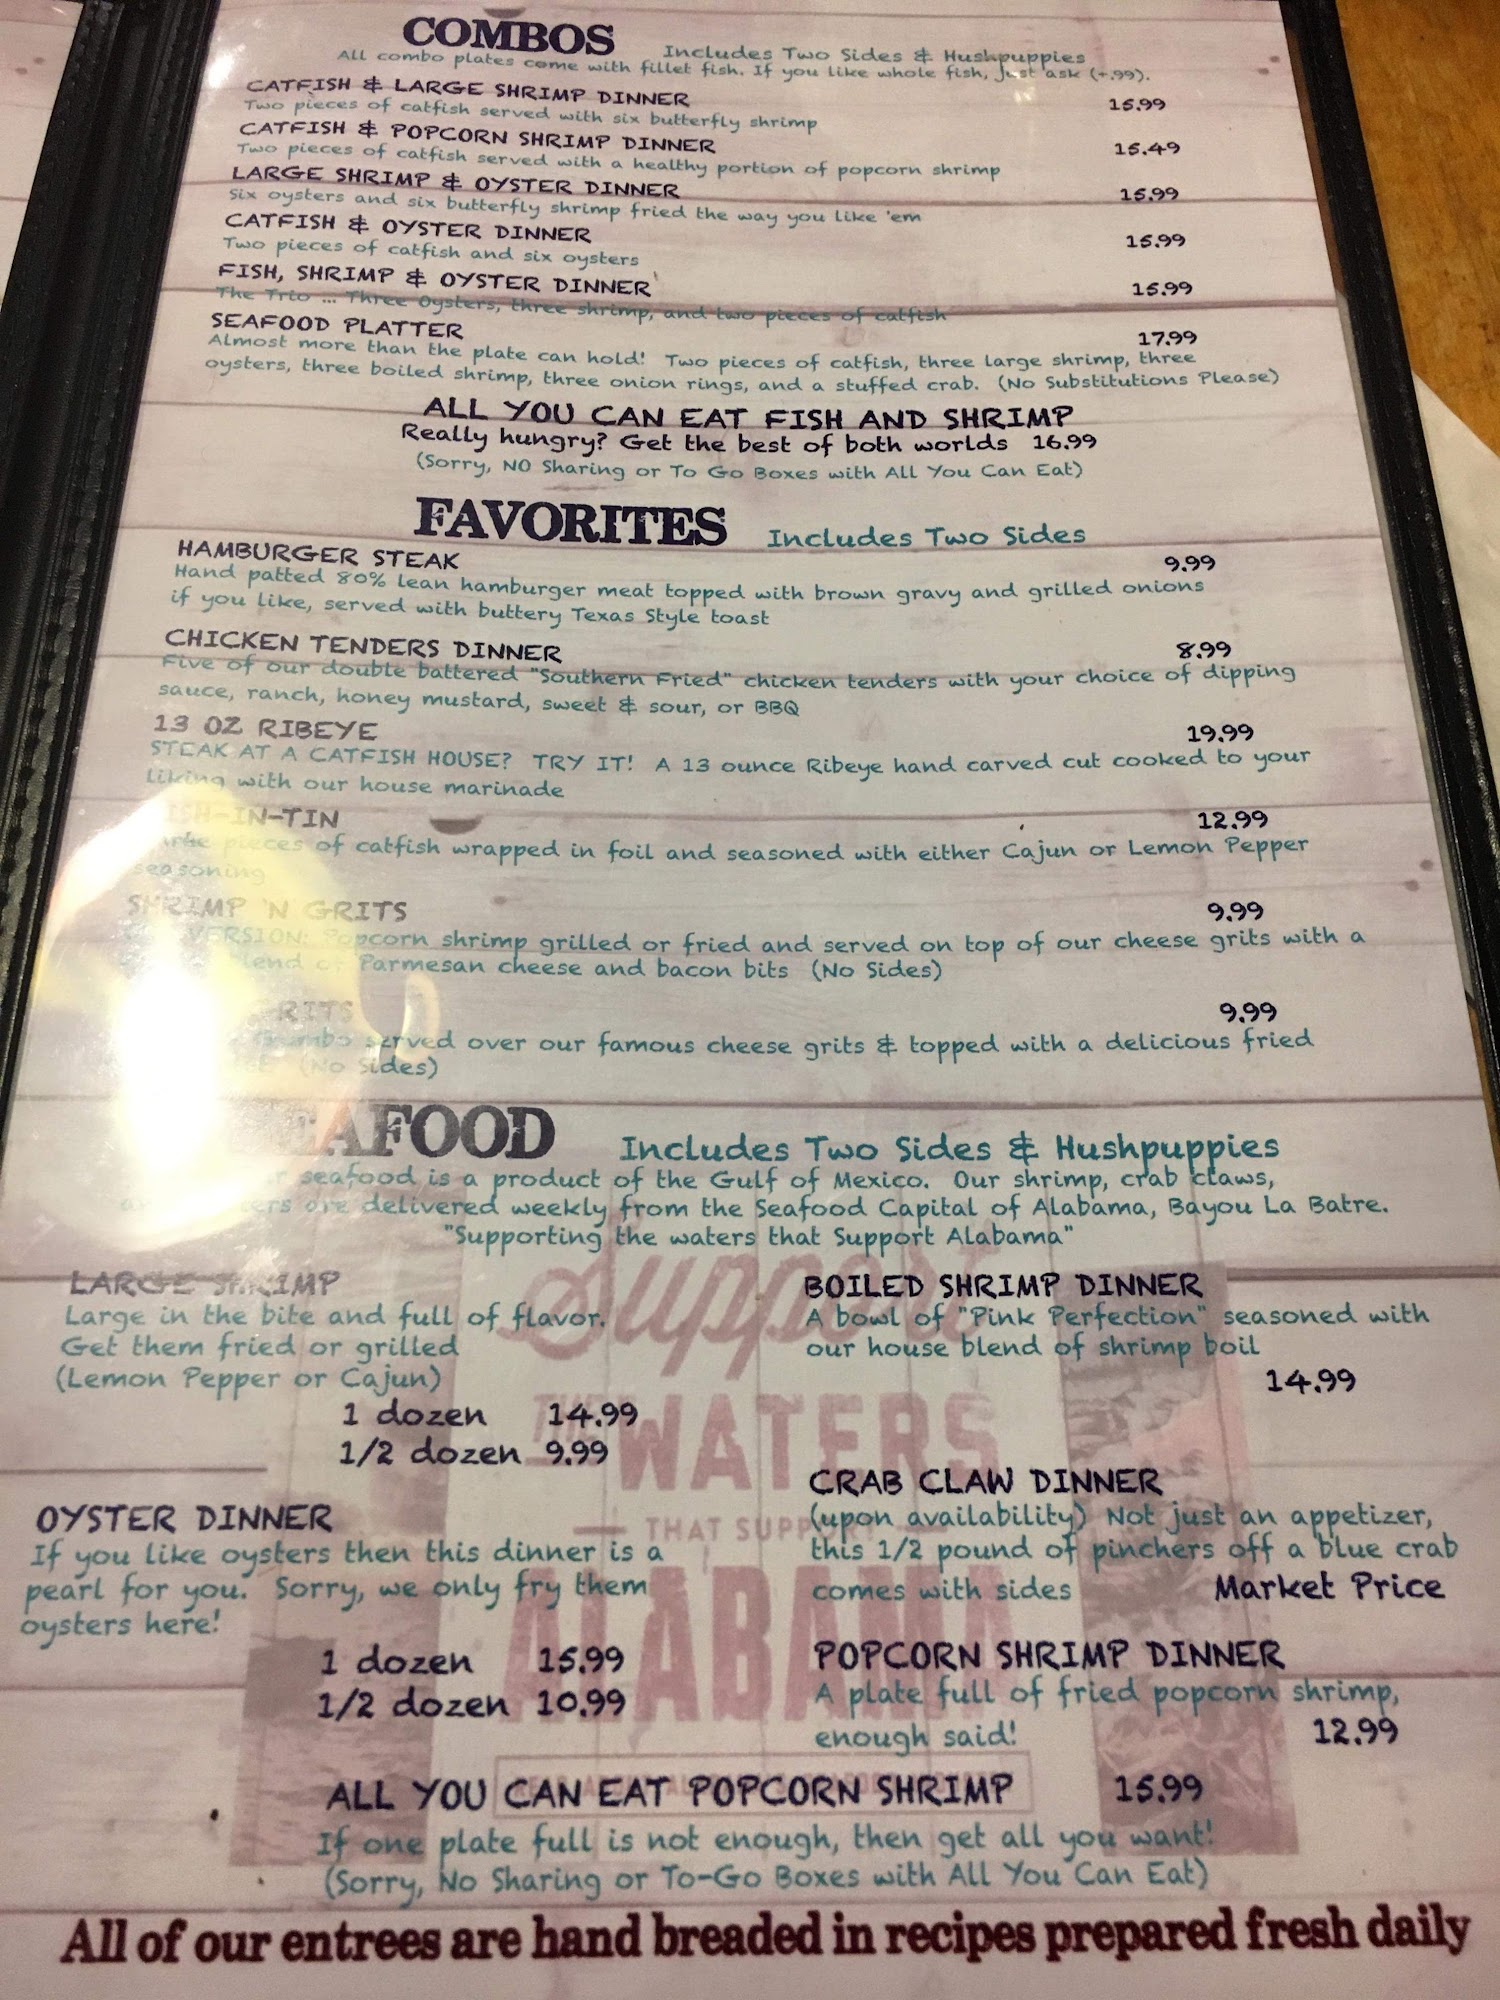 COMBOS Includes Two Sides & Hushpuppies
All combo plates come with fillet fish. If you like whole fish, just ask (+.99).
CATFISH & LARGE SHRIMP DINNER 15.99
Two pieces of catfish served with six butterfly shrimp
CATFISH & POPCORN SHRIMP DINNER 15.49
Two pieces of catfish served with a healthy portion of popcorn shrimp
LARGE SHRIMP & OYSTER DINNER 15.99
Six oysters and six butterfly shrimp fried the way you like 'em
CATFISH & OYSTER DINNER 15.99
Two pieces of catfish and six oysters
FISH, SHRIMP & OYSTER DINNER 15.99
The Trio ... Three Oysters, three shrimp, and two pieces of catfish
SEAFOOD PLATTER 17.99
Almost more than the plate can hold! Two pieces of catfish, three large shrimp, three
oysters, three boiled shrimp, three onion rings, and a stuffed crab. (No Substitutions Please)
ALL YOU CAN EAT FISH AND SHRIMP
Really hungry? Get the best of both worlds 16.99
(Sorry, NO Sharing or To Go Boxes with All You Can Eat)
FAVORITES Includes Two Sides
HAMBURGER STEAK 9.99
Hand patted 80% lean hamburger meat topped with brown gravy and grilled onions
if you like, served with buttery Texas Style toast
CHICKEN TENDERS DINNER 8.99
Five of our double battered "Southern Fried" chicken tenders with your choice of dipping
sauce, ranch, honey mustard, sweet & sour, or BBQ
13 OZ RIBEYE 19.99
STEAK AT A CATFISH HOUSE? TRY IT! A 13 ounce Ribeye hand carved cut cooked to your
liking with our house marinade
12.99
pieces of catfish wrapped in foil and seasoned with either Cajun or Lemon Pepper
seasoning
SHRIMP 'N GRITS 9.99
VERSION: Popcorn shrimp grilled or fried and served on top of our cheese grits with a
Parmesan cheese and bacon bits (No Sides)
GRITS 9.99
Gumbo served over our famous cheese grits & topped with a delicious fried
(No Sides)
SEAFOOD Includes Two Sides & Hushpuppies
seafood is a product of the Gulf of Mexico. Our shrimp, crab claws,
are delivered weekly from the Seafood Capital of Alabama, Bayou La Batre.
"Supporting the waters that Support Alabama"
LARGE SHRIMP
Large in the bite and full of flavor.
Get them fried or grilled
(Lemon Pepper or Cajun)
1 dozen 14.99
1/2 dozen 9.99
OYSTER DINNER
If you like oysters then this dinner is a
pearl for you. Sorry, we only fry them
oysters here!
1 dozen 15.99
1/2 dozen 10.99
BOILED SHRIMP DINNER
A bowl of "Pink Perfection" seasoned with
our house blend of shrimp boil
14.99
CRAB CLAW DINNER
(upon availability) Not just an appetizer,
this 1/2 pound of pinchers off a blue crab
comes with sides Market Price
POPCORN SHRIMP DINNER
A plate full of fried popcorn shrimp,
enough said!
12.99
Support
THE WATERS
THAT SUPPORT
ALABAMA
ALL YOU CAN EAT POPCORN SHRIMP 15.99
If one plate full is not enough, then get all you want!
(Sorry, No Sharing or To-Go Boxes with All You Can Eat)
All of our entrees are hand breaded in recipes prepared fresh daily